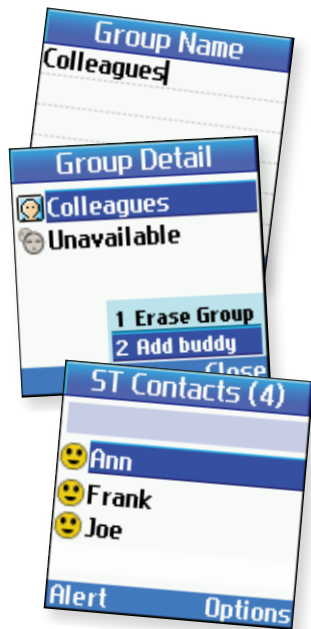 Group Name
Colleagues
Group Detail
Colleagues
Unavailable
1 Erase Group
2 Add buddy
Close
ST Contacts (4)
Ann
Frank
Joe
Alert Options